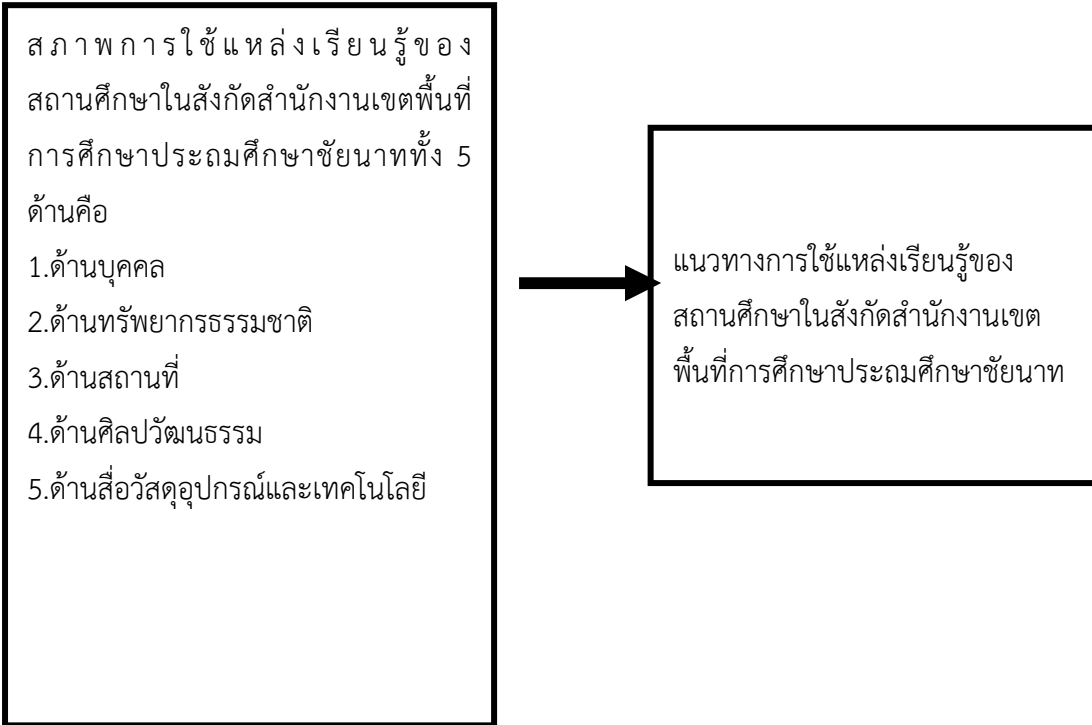 สภาพการใช้แหล่งเรียนรู้ของ
สถานศึกษาในสังกัดสำนักงานเขตพื้นที่
การศึกษาประถมศึกษาชัยนาททั้ง 5
ด้านคือ
1.ด้านบุคคล
2.ด้านทรัพยากรธรรมชาติ
3.ด้านสถานที่
4.ด้านศิลปวัฒนธรรม
5.ด้านสื่อวัสดุอุปกรณ์และเทคโนโลยี
แนวทางการใช้แหล่งเรียนรู้ของ
สถานศึกษาในสังกัดสำนักงานเขต
พื้นที่การศึกษาประถมศึกษาชัยนาท